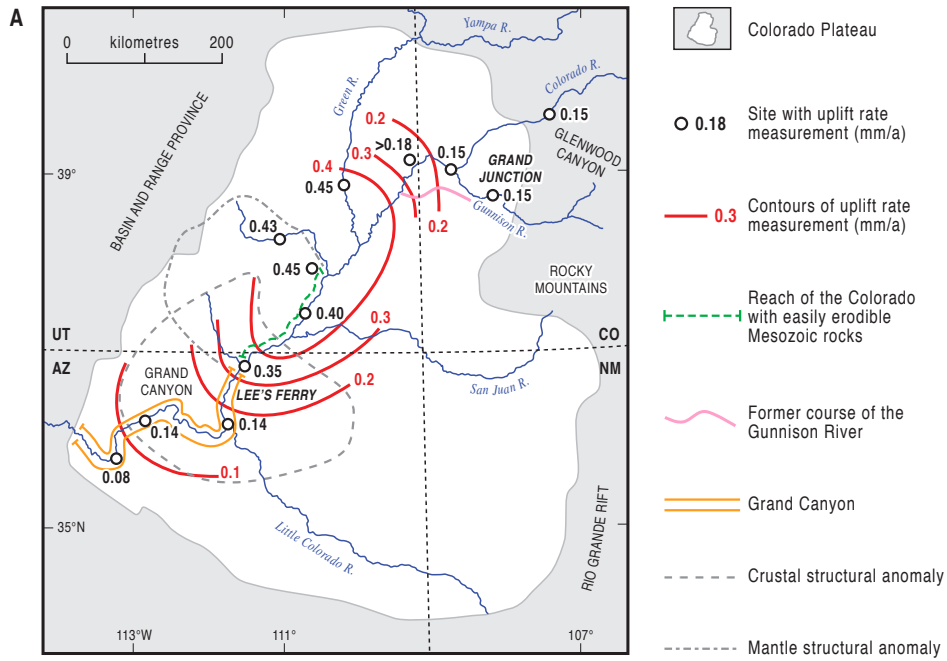 A
0 kilometres 200
Yampa R.
Green R.
Colorado R.
BASIN AND RANGE PROVINCE
0.2
>0.18
0.3
0.4
0.15
0.15
GLENWOOD
CANYON
GRAND
JUNCTION
0.15
Gunnison R.
39°
0.45
0.2
0.43
0.45
ROCKY
MOUNTAINS
0.40
0.3
UT
CO
AZ
NM
0.35
GRAND
CANYON
LEE'S FERRY
0.2
San Juan R.
0.14
0.14
0.1
0.08
35°N
Little Colorado R.
RIO GRANDE RIFT
113°W
111°
107°
Colorado Plateau
0.18 Site with uplift rate
measurement (mm/a)
0.3 Contours of uplift rate
measurement (mm/a)
Reach of the Colorado
with easily erodible
Mesozoic rocks
Former course of the
Gunnison River
Grand Canyon
Crustal structural anomaly
Mantle structural anomaly